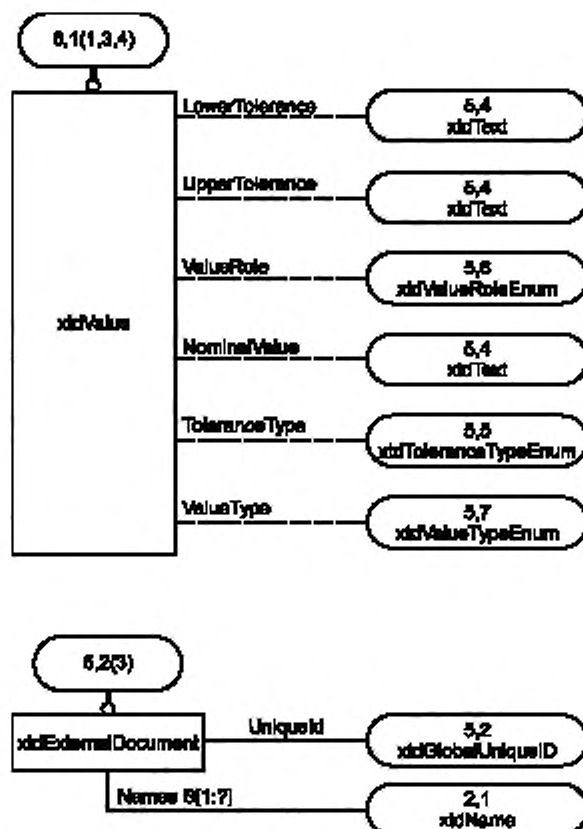 6,1(1,3,4)
LowerTolerance
5,4
xtdText
UpperTolerance
5,4
xtdText
ValueRole
5,6
xtdValueRoleEnum
xtdValue
NominalValue
5,4
xtdText
ToleranceType
5,5
xtdToleranceTypeEnum
ValueType
5,7
xtdValueTypeEnum
6,2(3)
xtdExternalDocument
UniqueId
5,2
xtdGlobalUniqueID
Names S[1:?]
2,1
xtdName